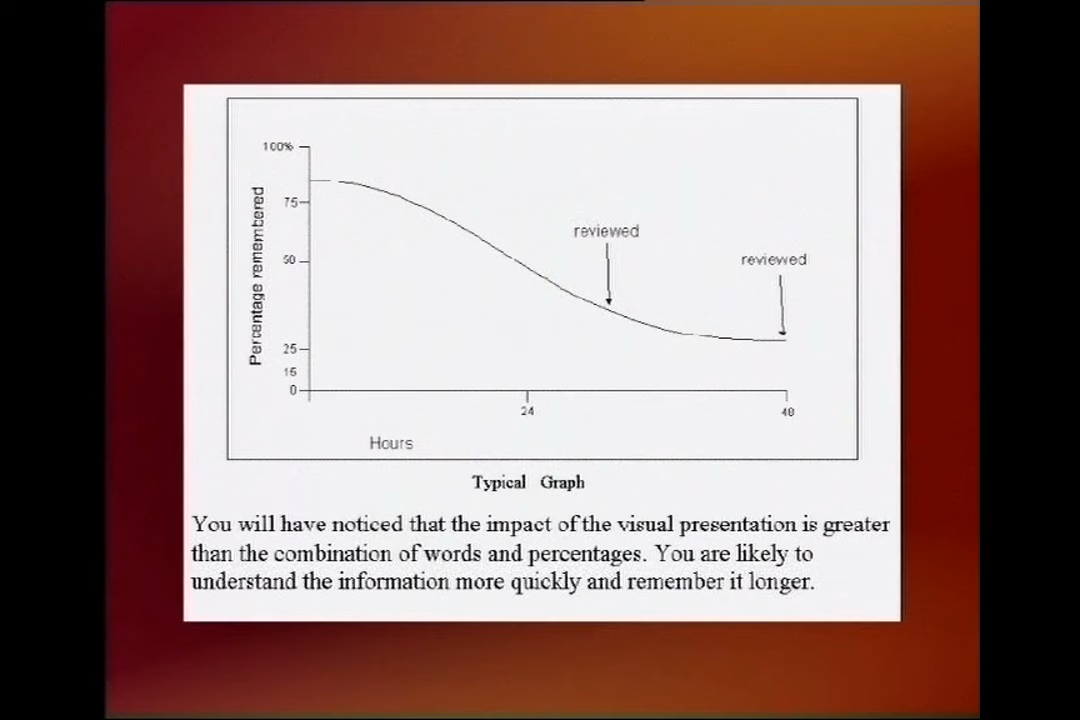 100%
75
50
25
15
0
Percentage remembered
reviewed
reviewed
24
48
Hours
Typical Graph
You will have noticed that the impact of the visual presentation is greater
than the combination of words and percentages. You are likely to
understand the information more quickly and remember it longer.